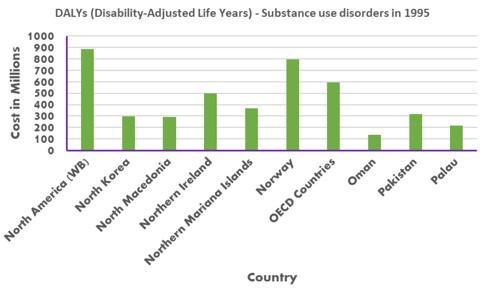 DALYs (Disability-Adjusted Life Years) - Substance use disorders in 1995
Cost in Millions
1000
900
800
700
600
500
400
300
200
100
0
North America (WB)
North Korea
North Macedonia
Northern Ireland
Northern Mariana Islands
Norway
OECD Countries
Oman
Pakistan
Palau
Country